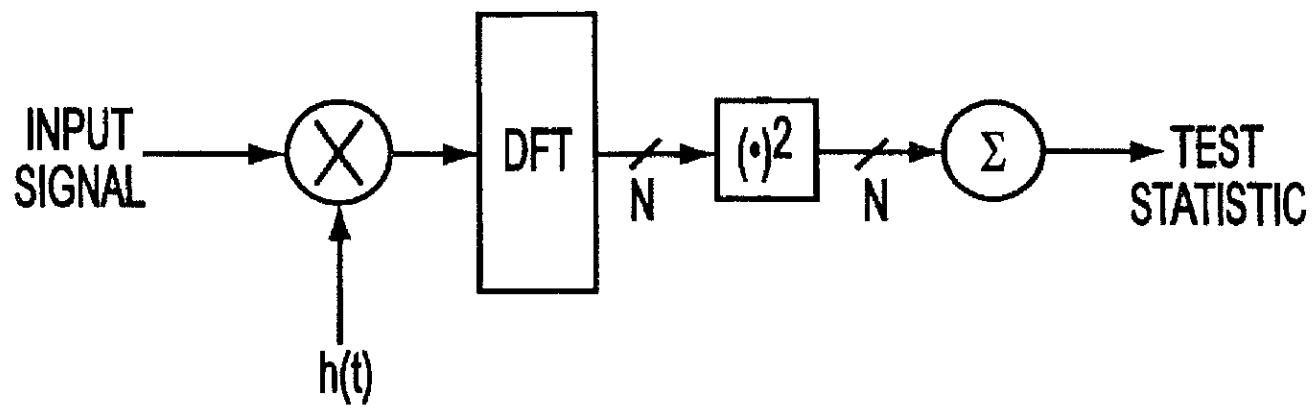 INPUT
SIGNAL
h(t)
DFT
N
(•)2
N
Σ
TEST
STATISTIC